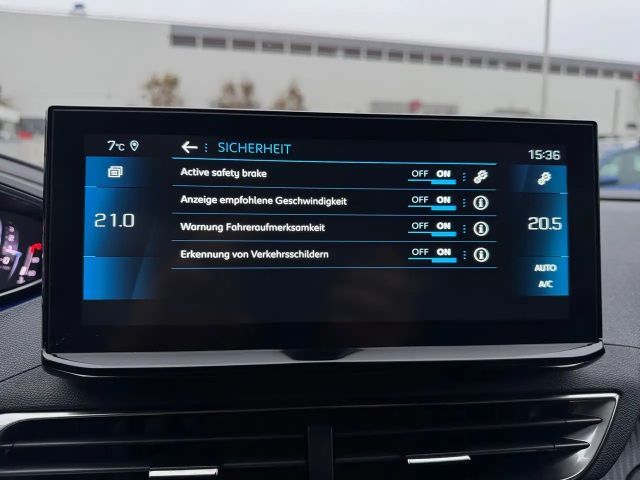 7°C
SICHERHEIT
15:36
Active safety brake OFF ON
21.0
Anzeige empfohlene Geschwindigkeit OFF ON
20.5
Warnung Fahreraufmerksamkeit OFF ON
Erkennung von Verkehrsschildern OFF ON
AUTO
A/C